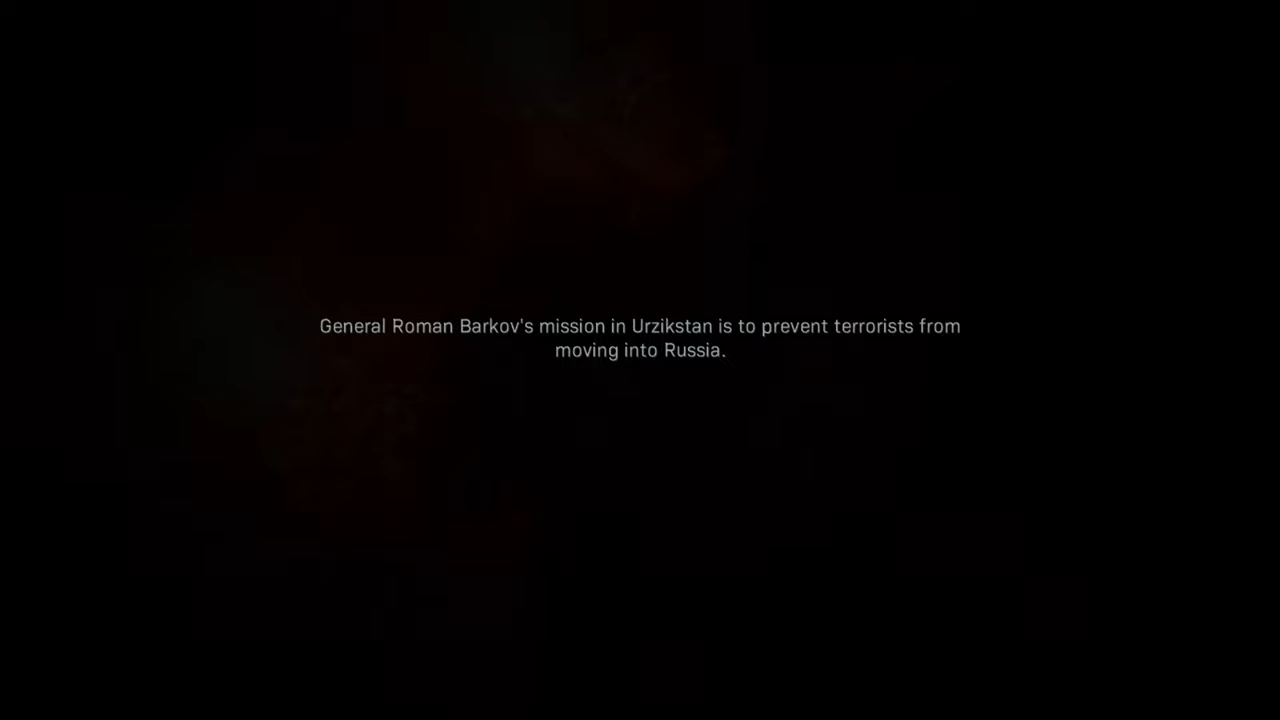 General Roman Barkov's mission in Urzikstan is to prevent terrorists from
moving into Russia.